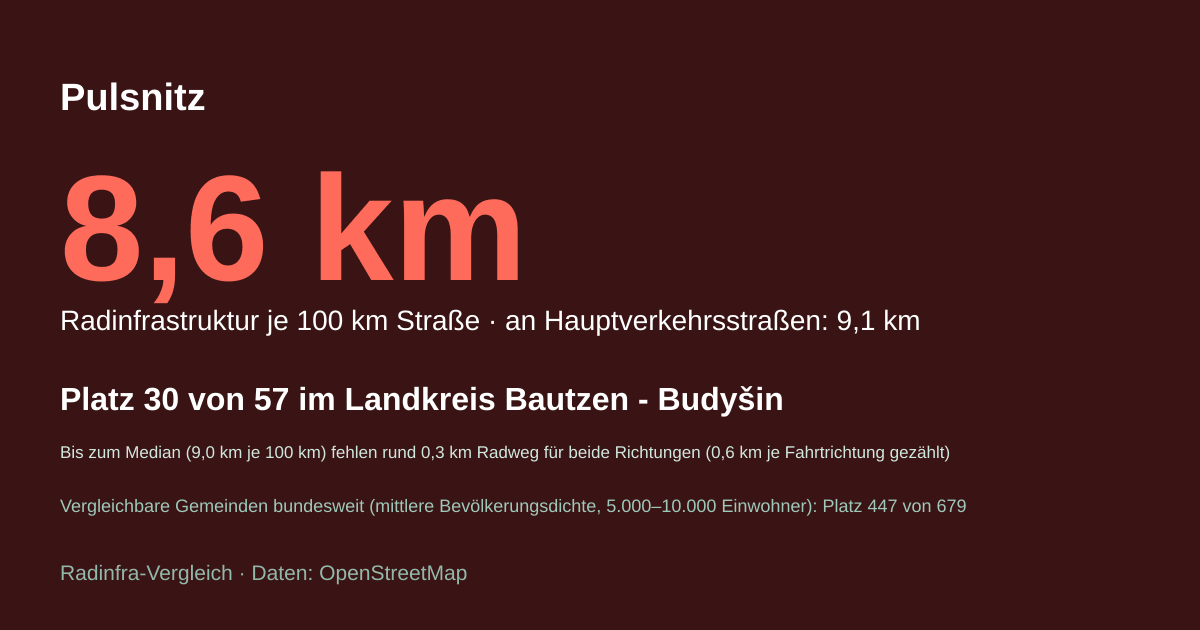 Pulsnitz
8,6 km
Radinfrastruktur je 100 km Straße · an Hauptverkehrsstraßen: 9,1 km
Platz 30 von 57 im Landkreis Bautzen - Budyšin
Bis zum Median (9,0 km je 100 km) fehlen rund 0,3 km Radweg für beide Richtungen (0,6 km je Fahrtrichtung gezählt)
Vergleichbare Gemeinden bundesweit (mittlere Bevölkerungsdichte, 5.000–10.000 Einwohner): Platz 447 von 679
Radinfra-Vergleich · Daten: OpenStreetMap